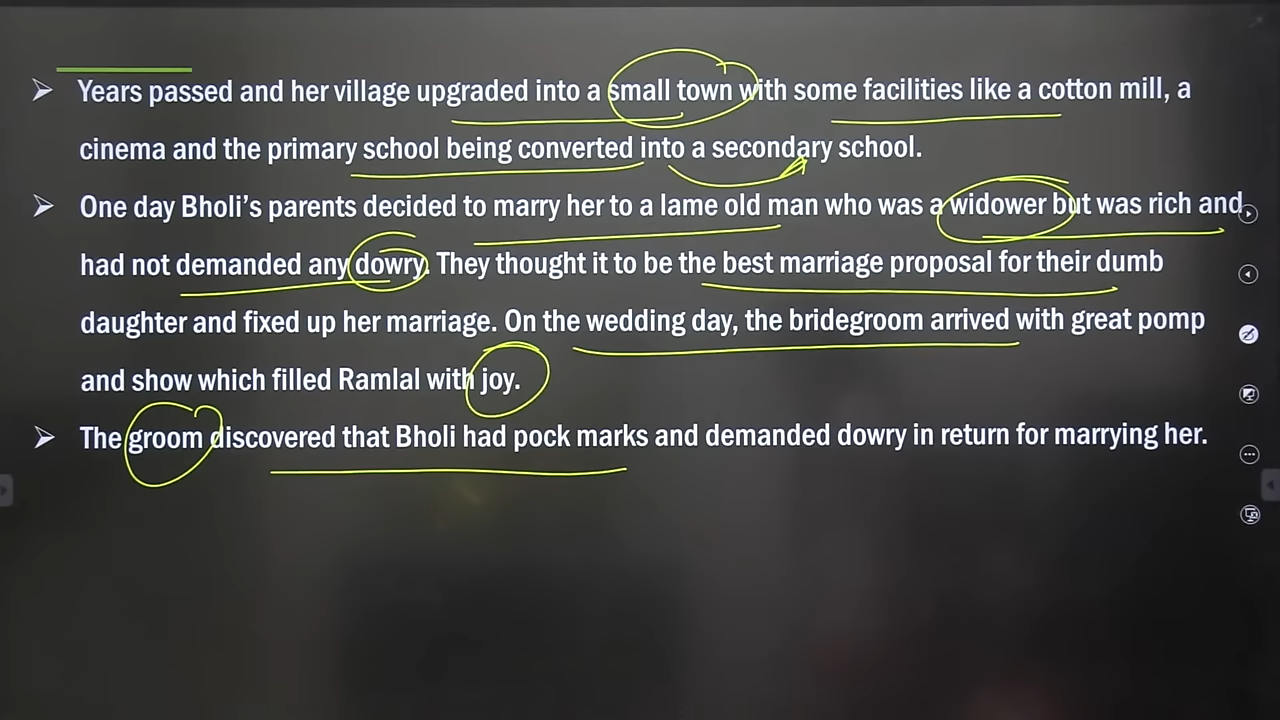 ➢ Years passed and her village upgraded into a small town with some facilities like a cotton mill, a
cinema and the primary school being converted into a secondary school.
➢ One day Bholi’s parents decided to marry her to a lame old man who was a widower but was rich and
had not demanded any dowry. They thought it to be the best marriage proposal for their dumb
daughter and fixed up her marriage. On the wedding day, the bridegroom arrived with great pomp
and show which filled Ramlal with joy.
➢ The groom discovered that Bholi had pock marks and demanded dowry in return for marrying her.